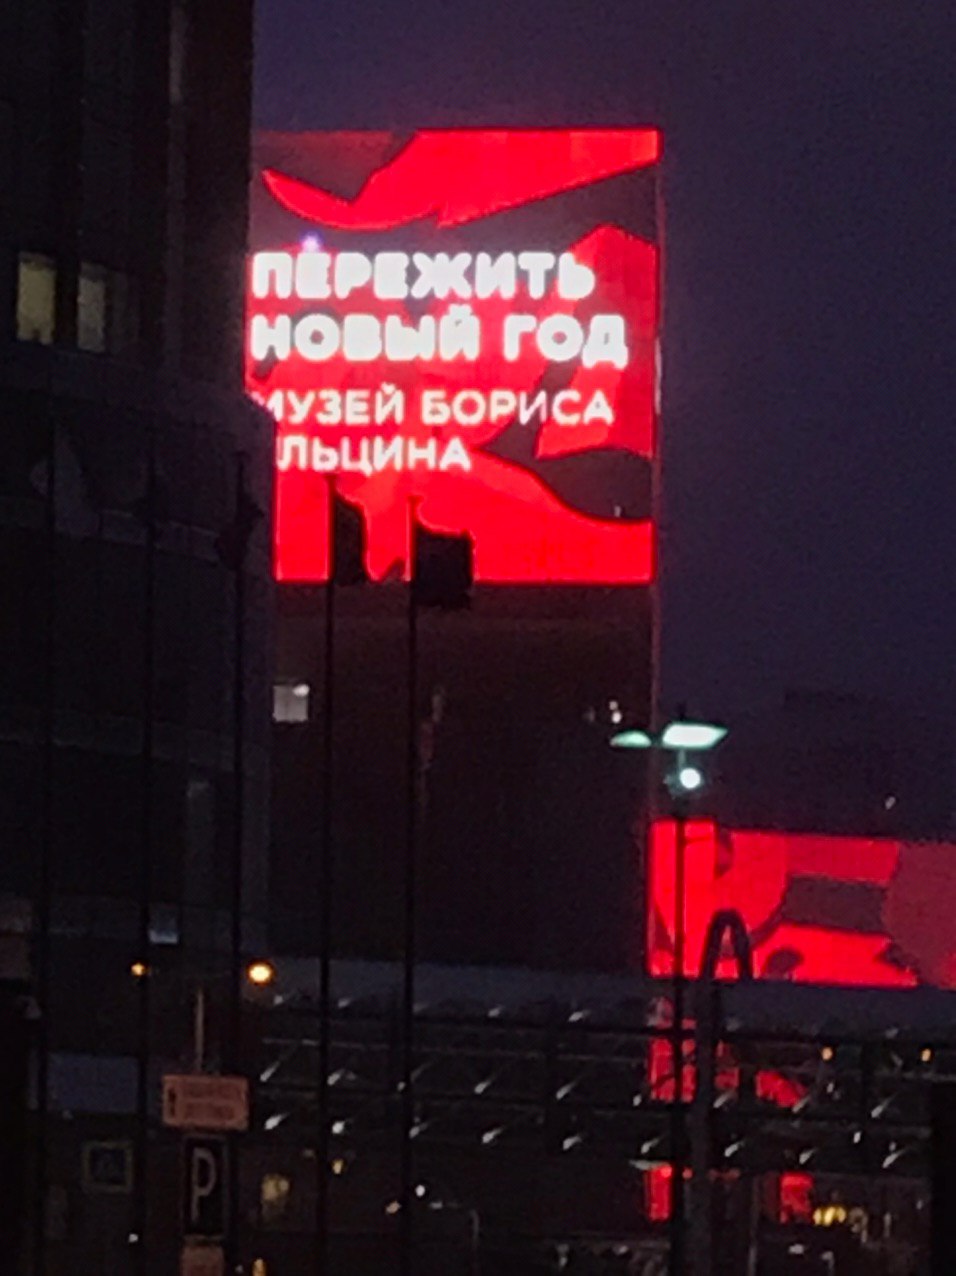 ПЕРЕЖИТЬ
НОВЫЙ ГОД
МУЗЕЙ БОРИСА
ЛЬЦИНА
P